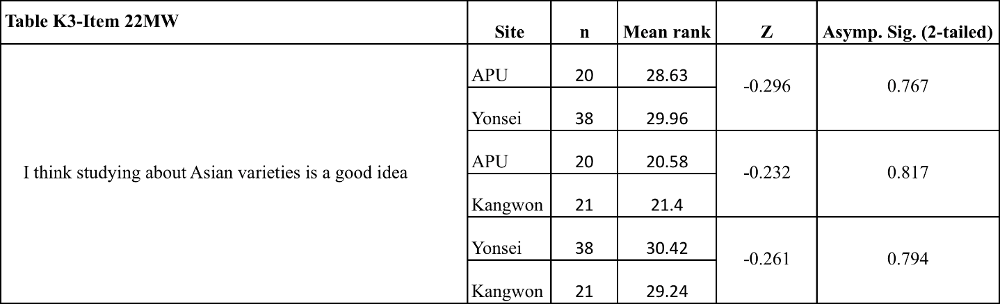 Table K3-Item 22MW
Site n Mean rank Z Asymp. Sig. (2-tailed)
APU 20 28.63
-0.296 0.767
Yonsei 38 29.96
APU 20 20.58
I think studying about Asian varieties is a good idea
-0.232 0.817
Kangwon 21 21.4
Yonsei 38 30.42
-0.261 0.794
Kangwon 21 29.24